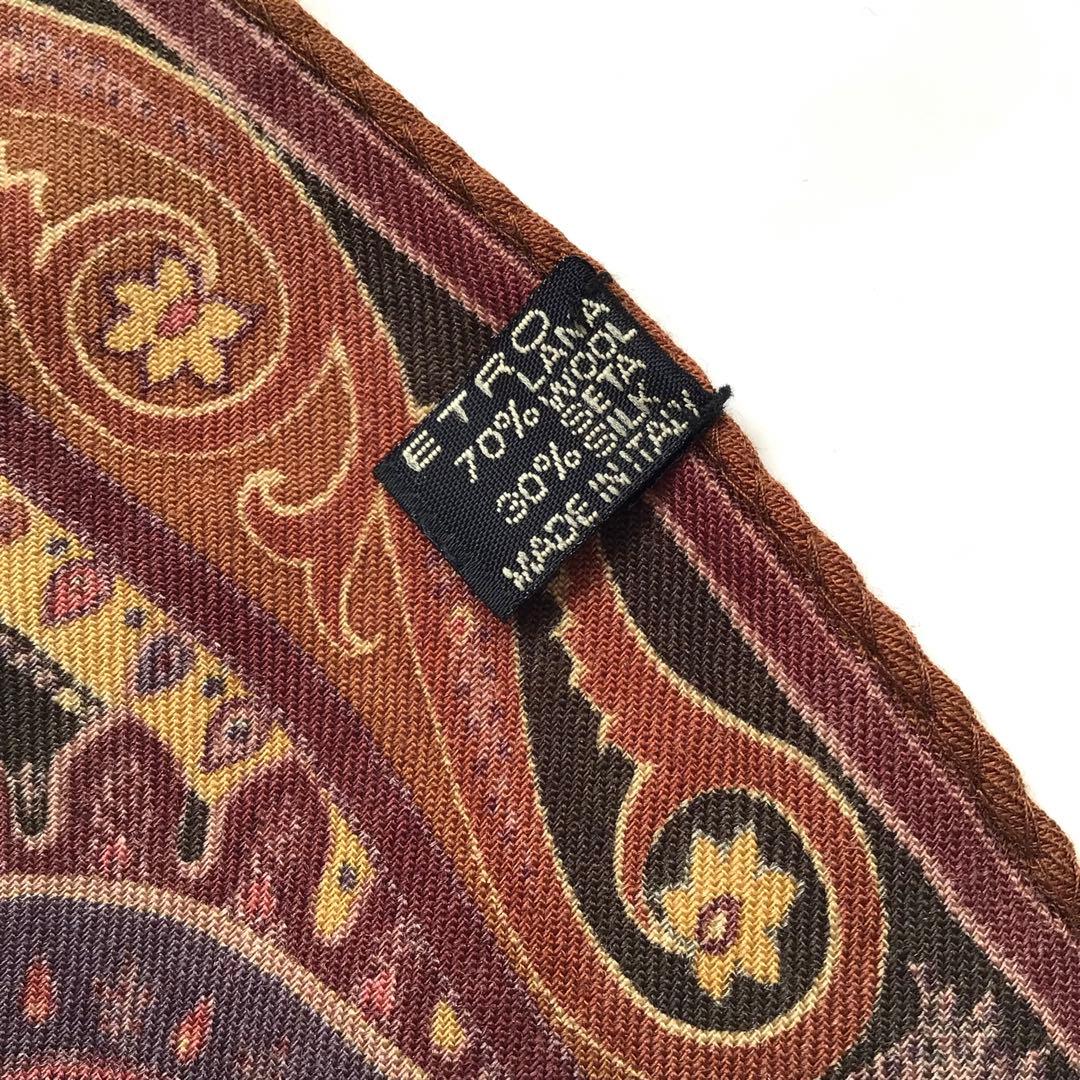 ETRO
70% LANA
WOOL
30% SETA
SILK
MADE IN ITALY